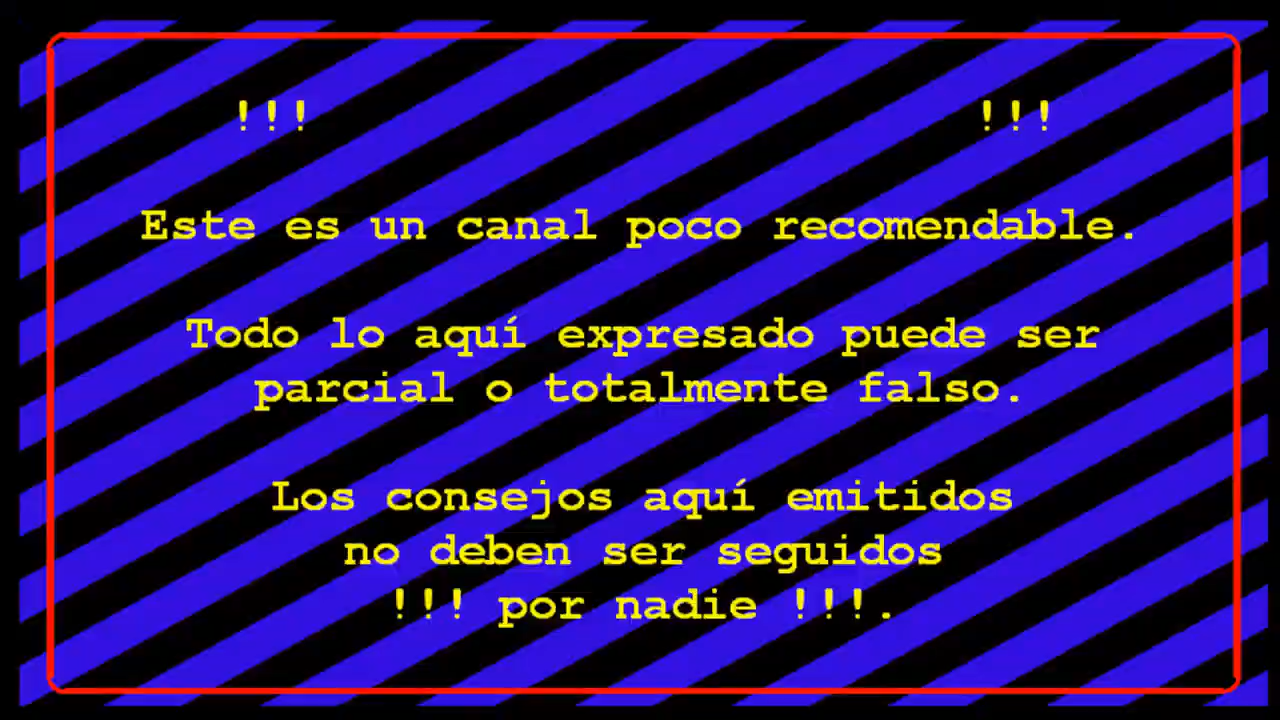 !!! !!!
Este es un canal poco recomendable.
Todo lo aquí expresado puede ser
parcial o totalmente falso.
Los consejos aquí emitidos
no deben ser seguidos
!!! por nadie !!!.